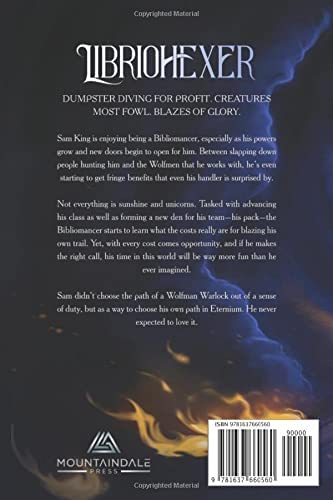 LIBRIOHEXER
DUMPSTER DIVING FOR PROFIT. CREATURES
MOST FOWL. BLAZES OF GLORY.
Sam King is enjoying being a Bibliomancer, especially as his powers
grow and new doors begin to open for him. Between slapping down
people hunting him and the Wolfmen that he works with, he's even
starting to get fringe benefits that even his handler is surprised by.
Not everything is sunshine and unicorns. Tasked with advancing
his class as well as forming a new den for his team—his pack—the
Bibliomancer starts to learn what the costs really are for blazing his
own trail. Yet, with every cost comes opportunity, and if he makes
the right call, his time in this world will be way more fun than he
ever imagined.
Sam didn't choose the path of a Wolfman Warlock out of a sense
of duty, but as a way to choose his own path in Eternium. He never
expected to love it.
MOUNTAINDALE
PRESS
ISBN 9781637660560
90000
9 781637 660560